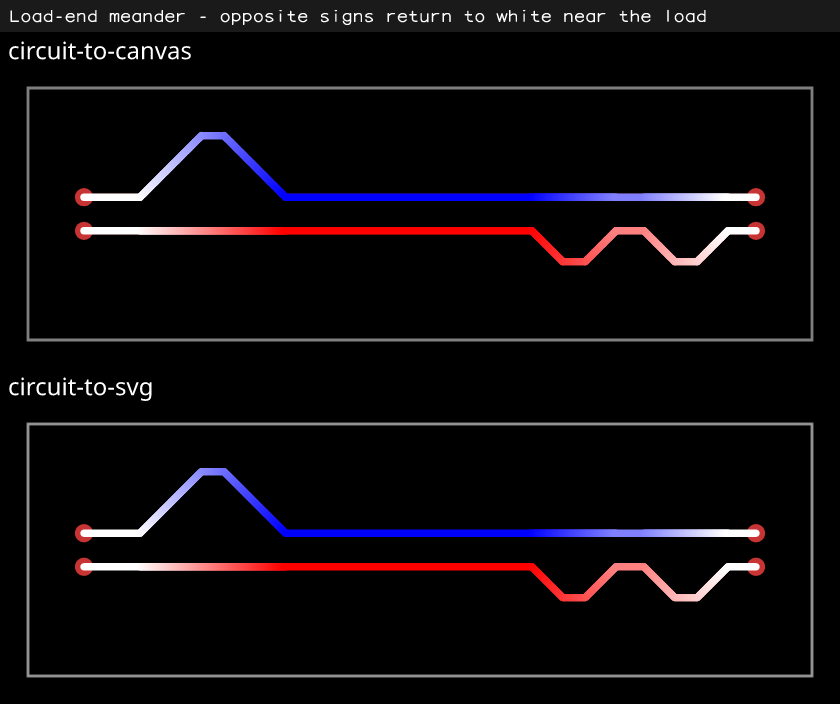 Load-end meander - opposite signs return to white near the load
circuit-to-canvas
circuit-to-svg